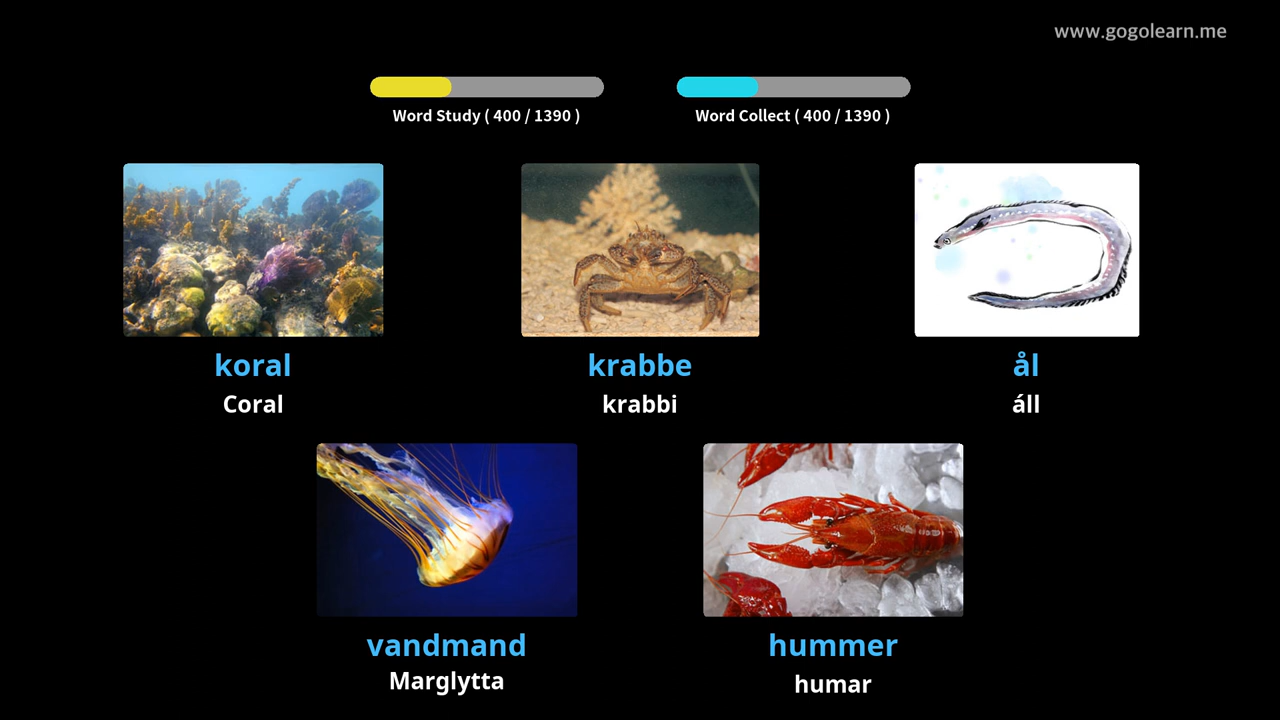 www.gogolearn.me
Word Study ( 400 / 1390 )
Word Collect ( 400 / 1390 )
koral
Coral
krabbe
krabbi
ål
áll
vandmand
Marglytta
hummer
humar